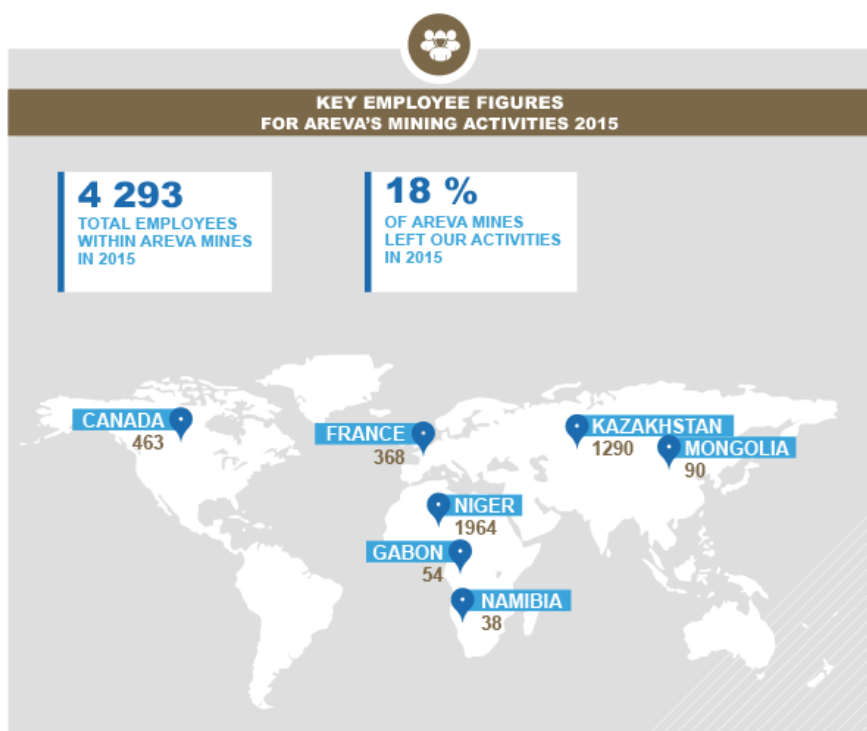 KEY EMPLOYEE FIGURES
FOR AREVA'S MINING ACTIVITIES 2015
4 293
TOTAL EMPLOYEES
WITHIN AREVA MINES
IN 2015
18 %
OF AREVA MINES
LEFT OUR ACTIVITIES
IN 2015
CANADA
463
FRANCE
368
KAZAKHSTAN
1290
MONGOLIA
90
NIGER
1964
GABON
54
NAMIBIA
38